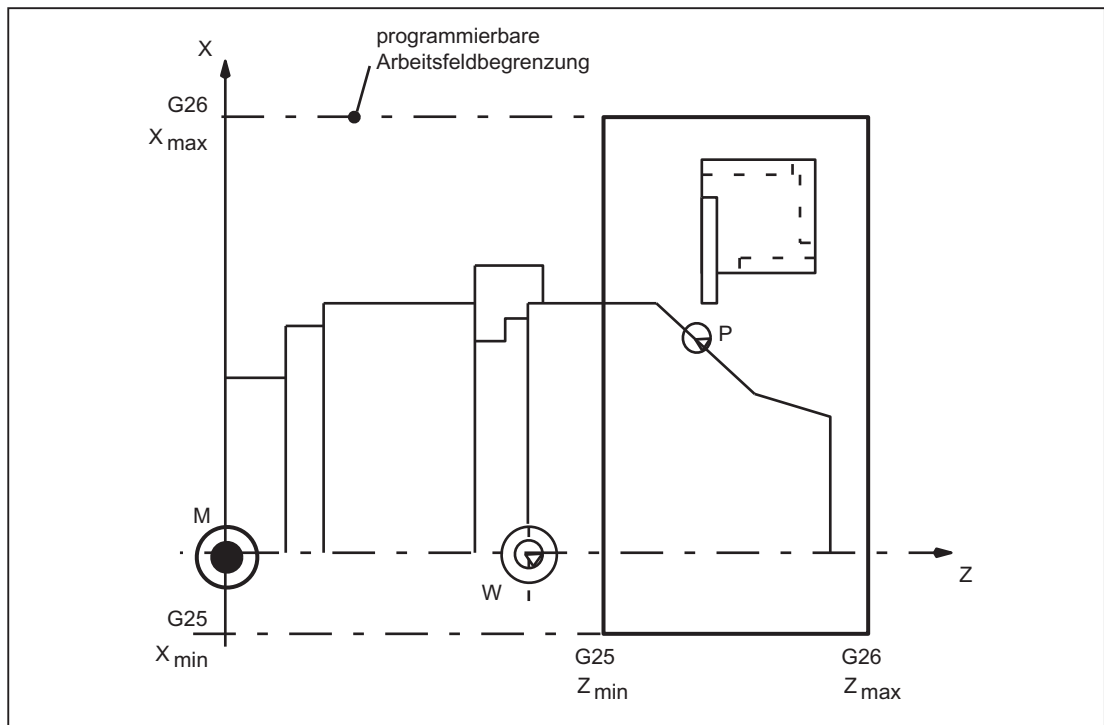 programmierbare
Arbeitsfeldbegrenzung
X
G26
X max
P
M
W
Z
G25
X min
G25
Z min
G26
Z max